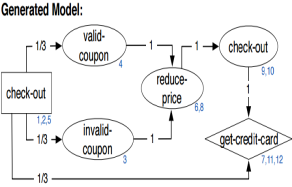 Generated Model:
valid-
coupon
4
1/3
1
1
check-out
9,10
reduce-
price
6,8
check-out
1,2,5
1
1/3
invalid-
coupon
3
1
get-credit-card
7,11,12
1/3